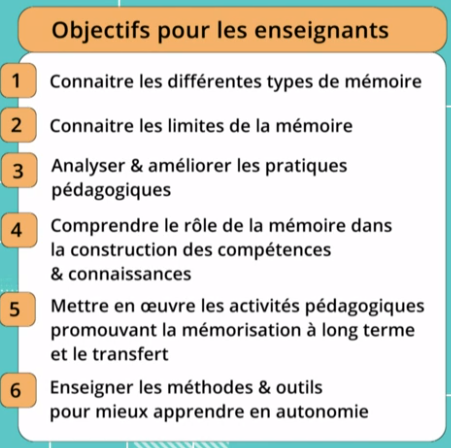 Objectifs pour les enseignants
1 Connaitre les différentes types de mémoire
2 Connaitre les limites de la mémoire
3 Analyser & améliorer les pratiques
pédagogiques
4 Comprendre le rôle de la mémoire dans
la construction des compétences
& connaissances
5 Mettre en œuvre les activités pédagogiques
promouvant la mémorisation à long terme
et le transfert
6 Enseigner les méthodes & outils
pour mieux apprendre en autonomie